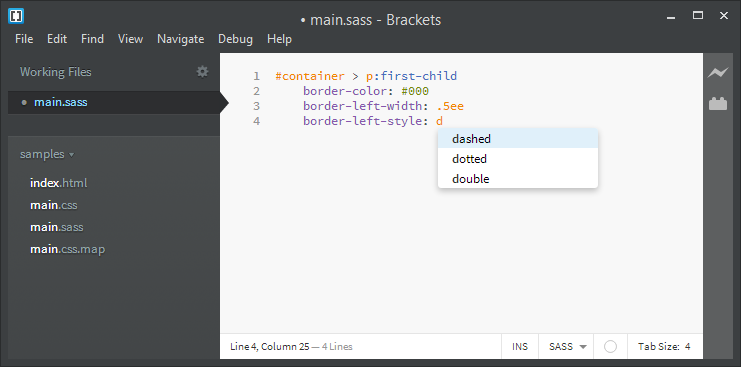 • main.sass - Brackets
File Edit Find View Navigate Debug Help
Working Files
• main.sass
samples
index.html
main.css
main.sass
main.css.map
1 #container > p:first-child
2 border-color: #000
3 border-left-width: .5ee
4 border-left-style: d
dashed
dotted
double
Line 4, Column 25 — 4 Lines
INS
SASS
Tab Size: 4